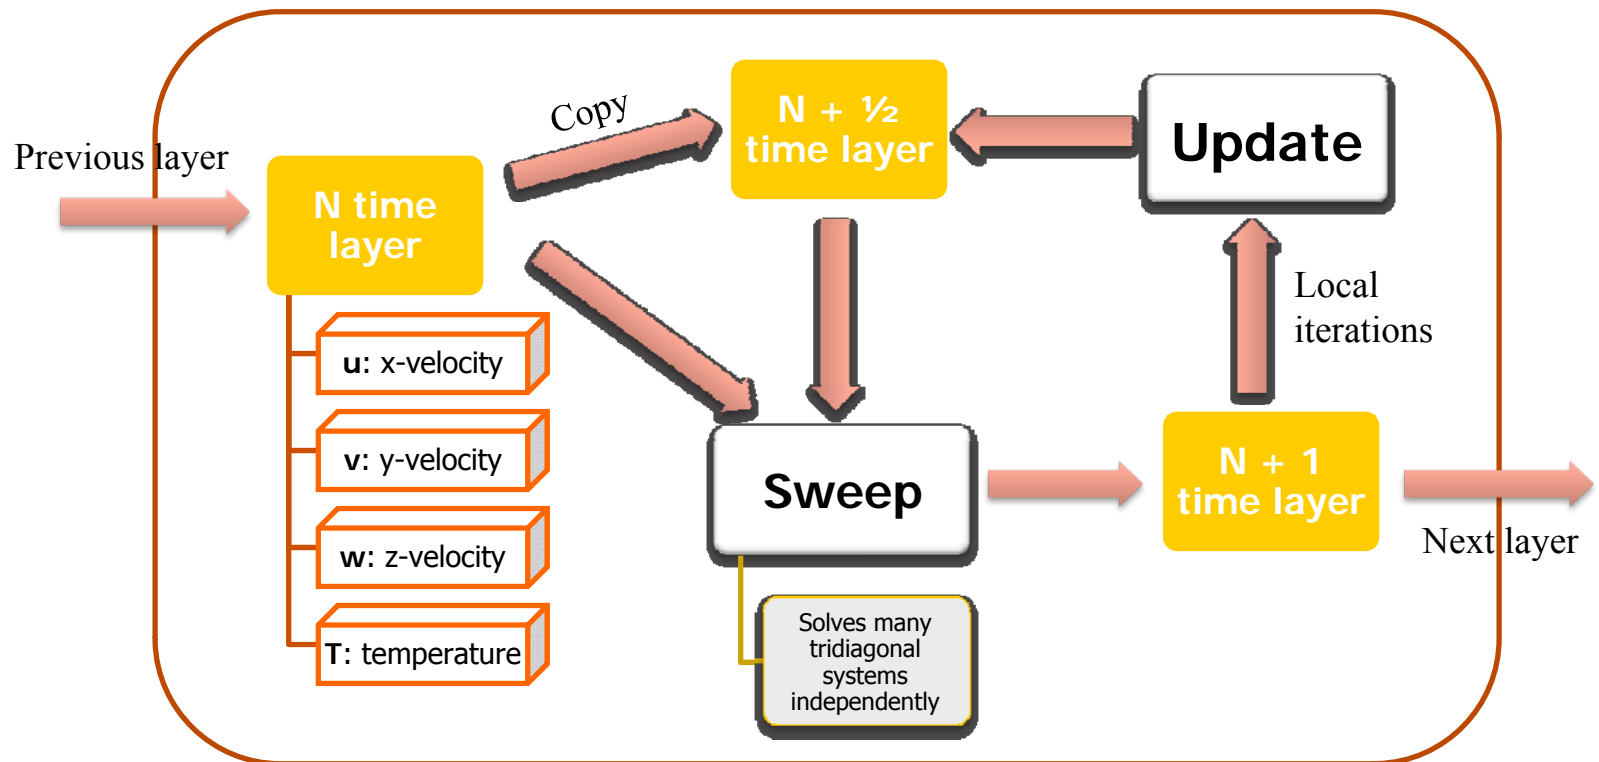 Previous layer
N time
layer
u: x-velocity
v: y-velocity
w: z-velocity
T: temperature
Copy
N + ½
time layer
Update
Local
iterations
Sweep
Solves many
tridiagonal
systems
independently
N + 1
time layer
Next layer